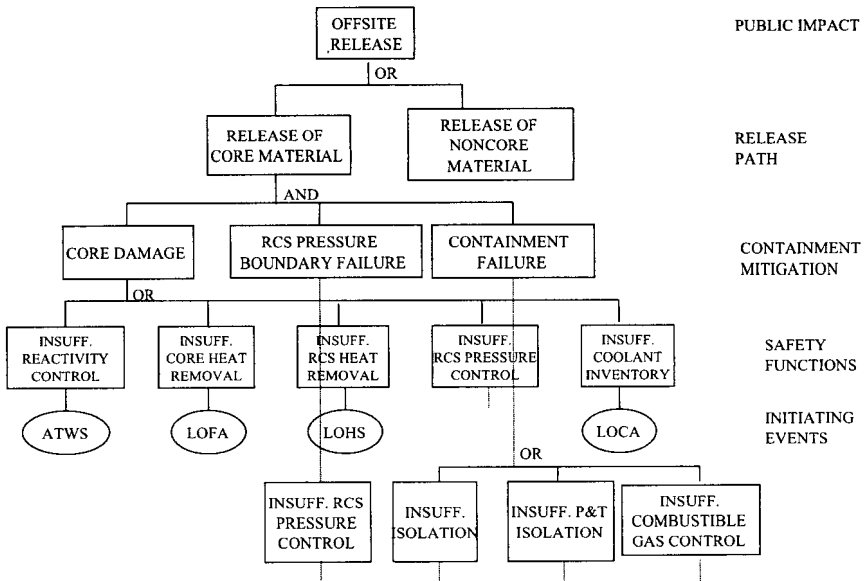 OFFSITE
RELEASE
PUBLIC IMPACT
OR
RELEASE OF
CORE MATERIAL
RELEASE OF
NONCORE
MATERIAL
RELEASE
PATH
AND
CORE DAMAGE
RCS PRESSURE
BOUNDARY FAILURE
CONTAINMENT
FAILURE
CONTAINMENT
MITIGATION
OR
INSUFF.
REACTIVITY
CONTROL
INSUFF.
CORE HEAT
REMOVAL
INSUFF.
RCS HEAT
REMOVAL
INSUFF.
RCS PRESSURE
CONTROL
INSUFF.
COOLANT
INVENTORY
SAFETY
FUNCTIONS
ATWS
LOFA
LOHS
LOCA
INITIATING
EVENTS
OR
INSUFF. RCS
PRESSURE
CONTROL
INSUFF.
ISOLATION
INSUFF. P&T
ISOLATION
INSUFF.
COMBUSTIBLE
GAS CONTROL